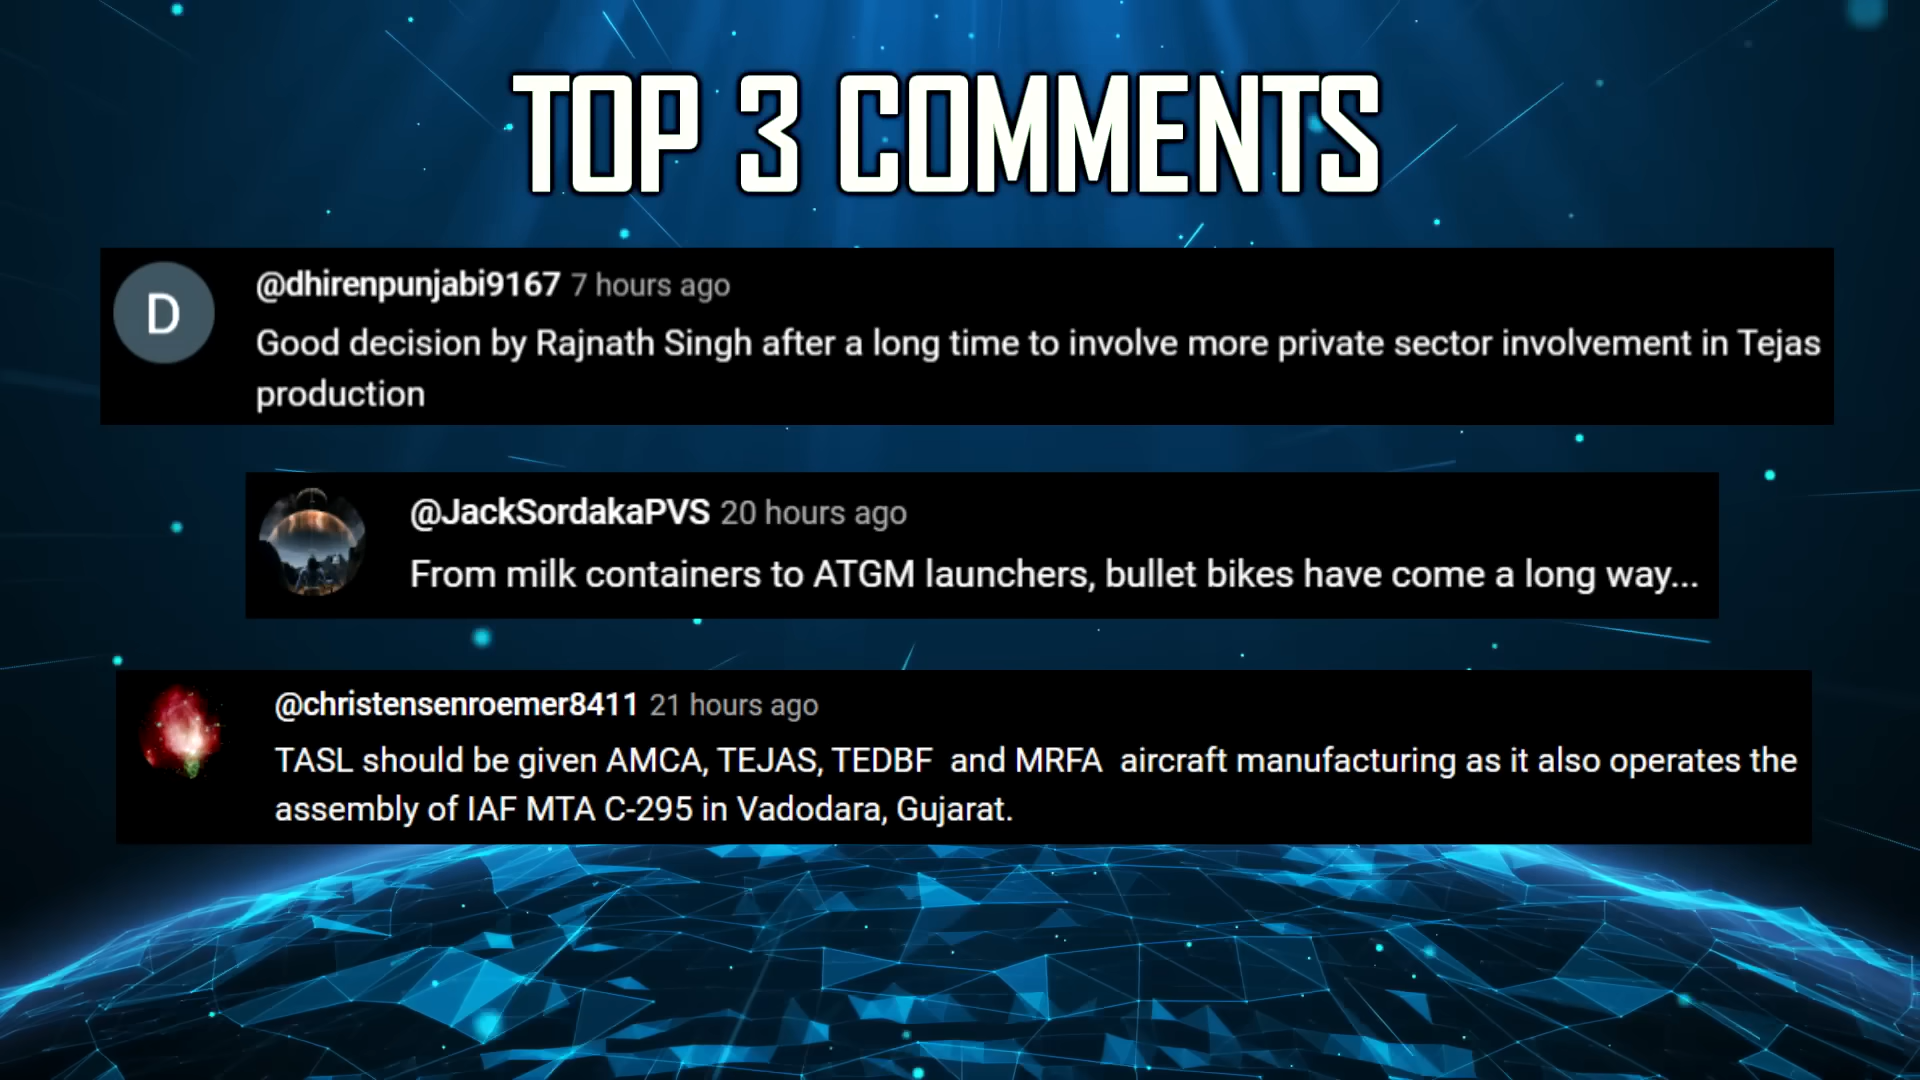 TOP 3 COMMENTS
D
@dhirenpunjabi9167 7 hours ago
Good decision by Rajnath Singh after a long time to involve more private sector involvement in Tejas
production
@JackSordakaPVS 20 hours ago
From milk containers to ATGM launchers, bullet bikes have come a long way...
@christensenroemer8411 21 hours ago
TASL should be given AMCA, TEJAS, TEDBF and MRFA aircraft manufacturing as it also operates the
assembly of IAF MTA C-295 in Vadodara, Gujarat.